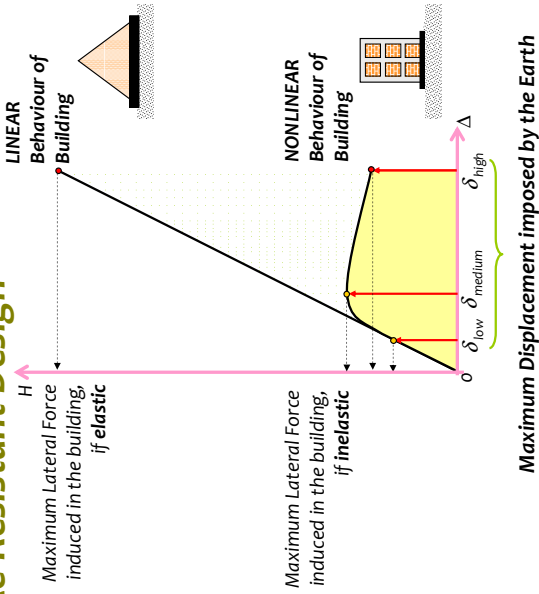 e Resistant Design
H
LINEAR
Behaviour of
Building
Maximum Lateral Force
induced in the building,
if elastic
NONLINEAR
Behaviour of
Building
Maximum Lateral Force
induced in the building,
if inelastic
Δ
0 δlow δmedium δhigh
Maximum Displacement imposed by the Earth